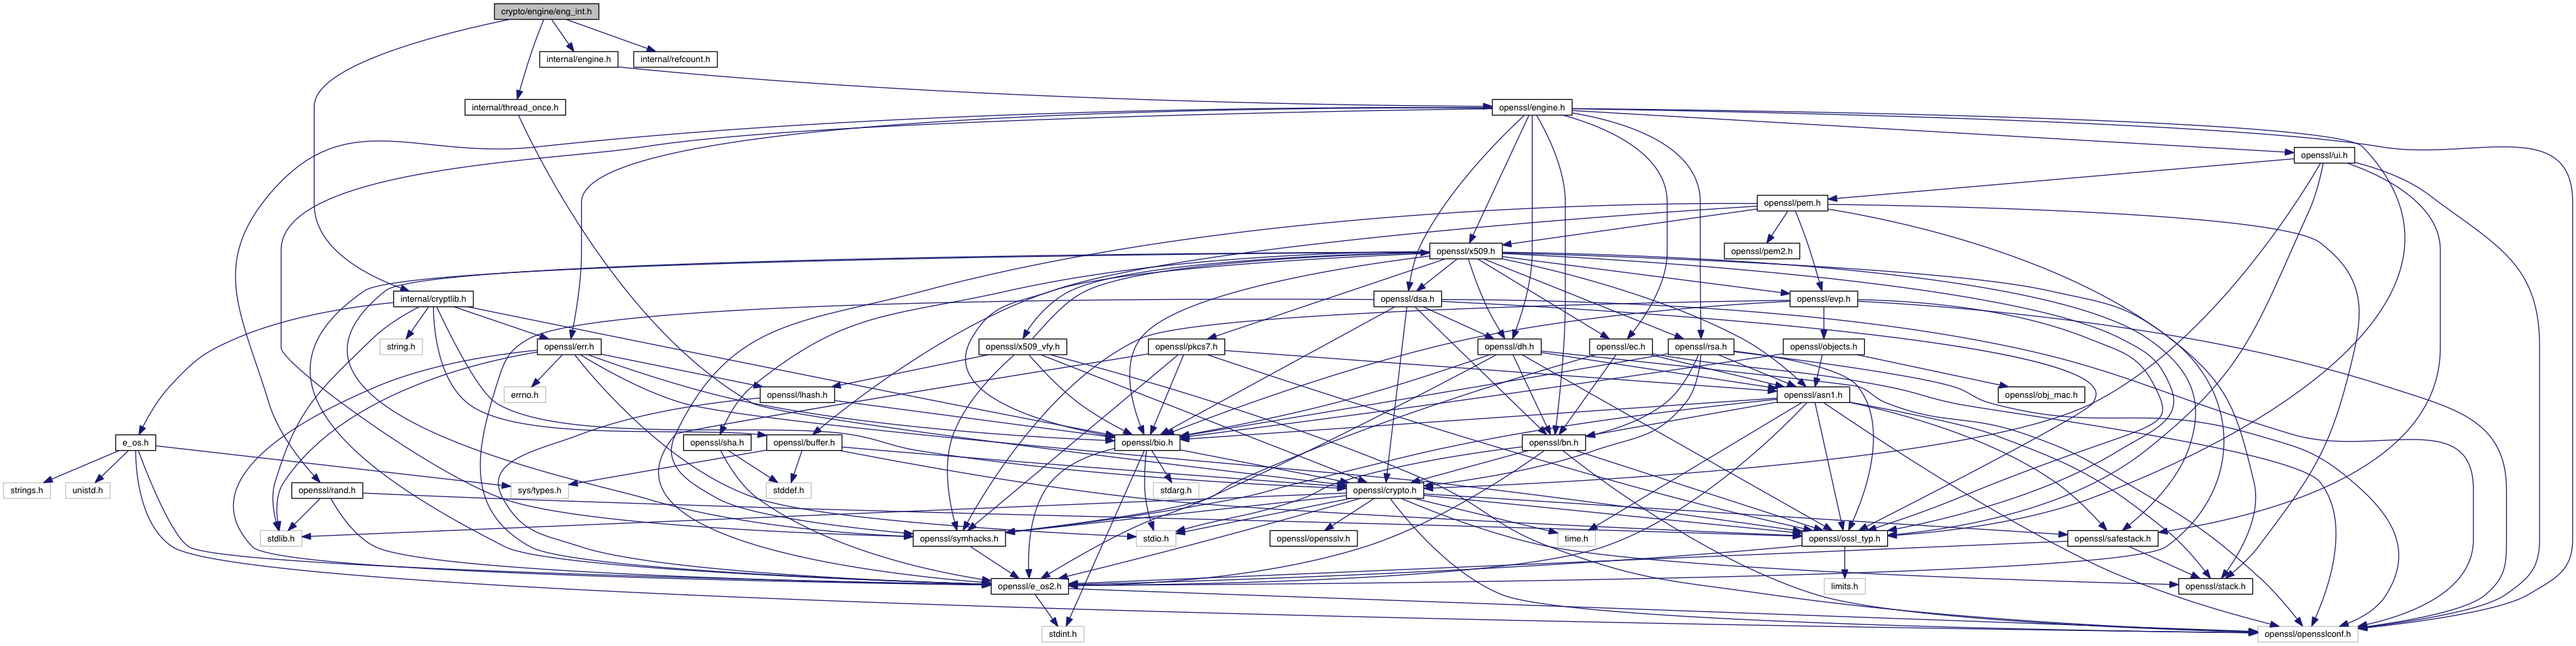 crypto/engine/eng_int.h
internal/engine.h
internal/refcount.h
internal/thread_once.h
openssl/engine.h
openssl/ui.h
openssl/pem.h
openssl/x509.h
openssl/pem2.h
internal/cryptlib.h
openssl/dsa.h
openssl/evp.h
string.h
openssl/err.h
openssl/x509_vfy.h
openssl/pkcs7.h
openssl/dh.h
openssl/ec.h
openssl/rsa.h
openssl/objects.h
errno.h
openssl/lhash.h
openssl/asn1.h
openssl/obj_mac.h
e_os.h
openssl/sha.h
openssl/buffer.h
openssl/bio.h
openssl/bn.h
strings.h
unistd.h
openssl/rand.h
sys/types.h
stddef.h
stdarg.h
openssl/crypto.h
stdlib.h
openssl/symhacks.h
stdio.h
openssl/opensslv.h
time.h
openssl/ossl_typ.h
openssl/safestack.h
openssl/e_os2.h
limits.h
openssl/stack.h
stdint.h
openssl/opensslconf.h